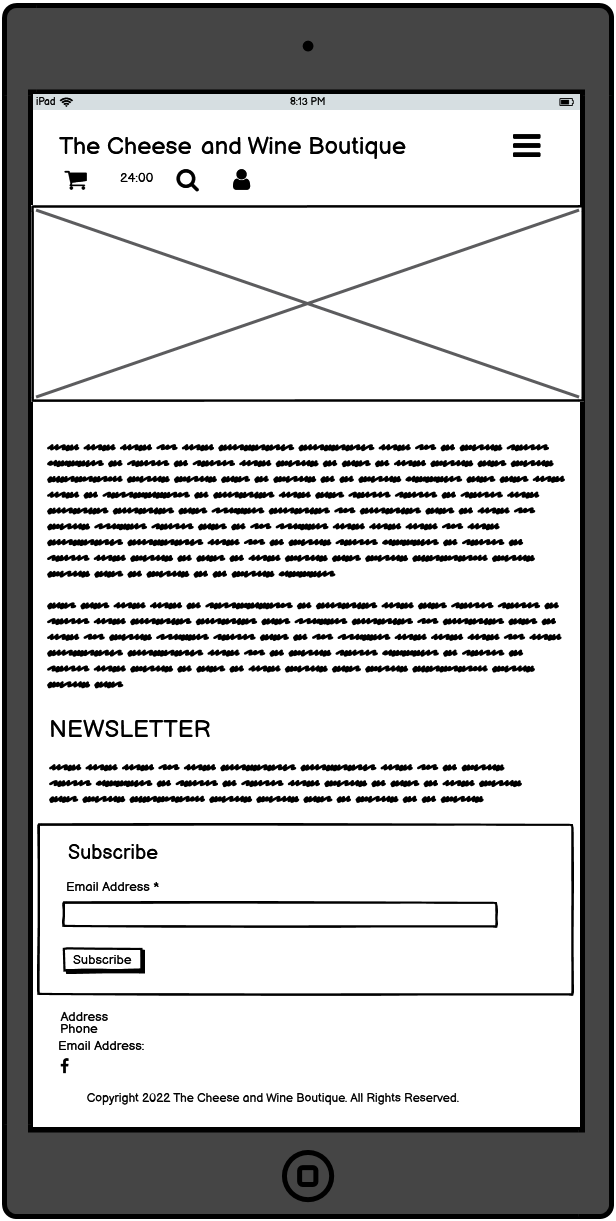 iPad
8:13 PM
The Cheese and Wine Boutique
24:00
NEWSLETTER
Subscribe
Email Address *
Subscribe
Address
Phone
Email Address:
f
Copyright 2022 The Cheese and Wine Boutique. All Rights Reserved.